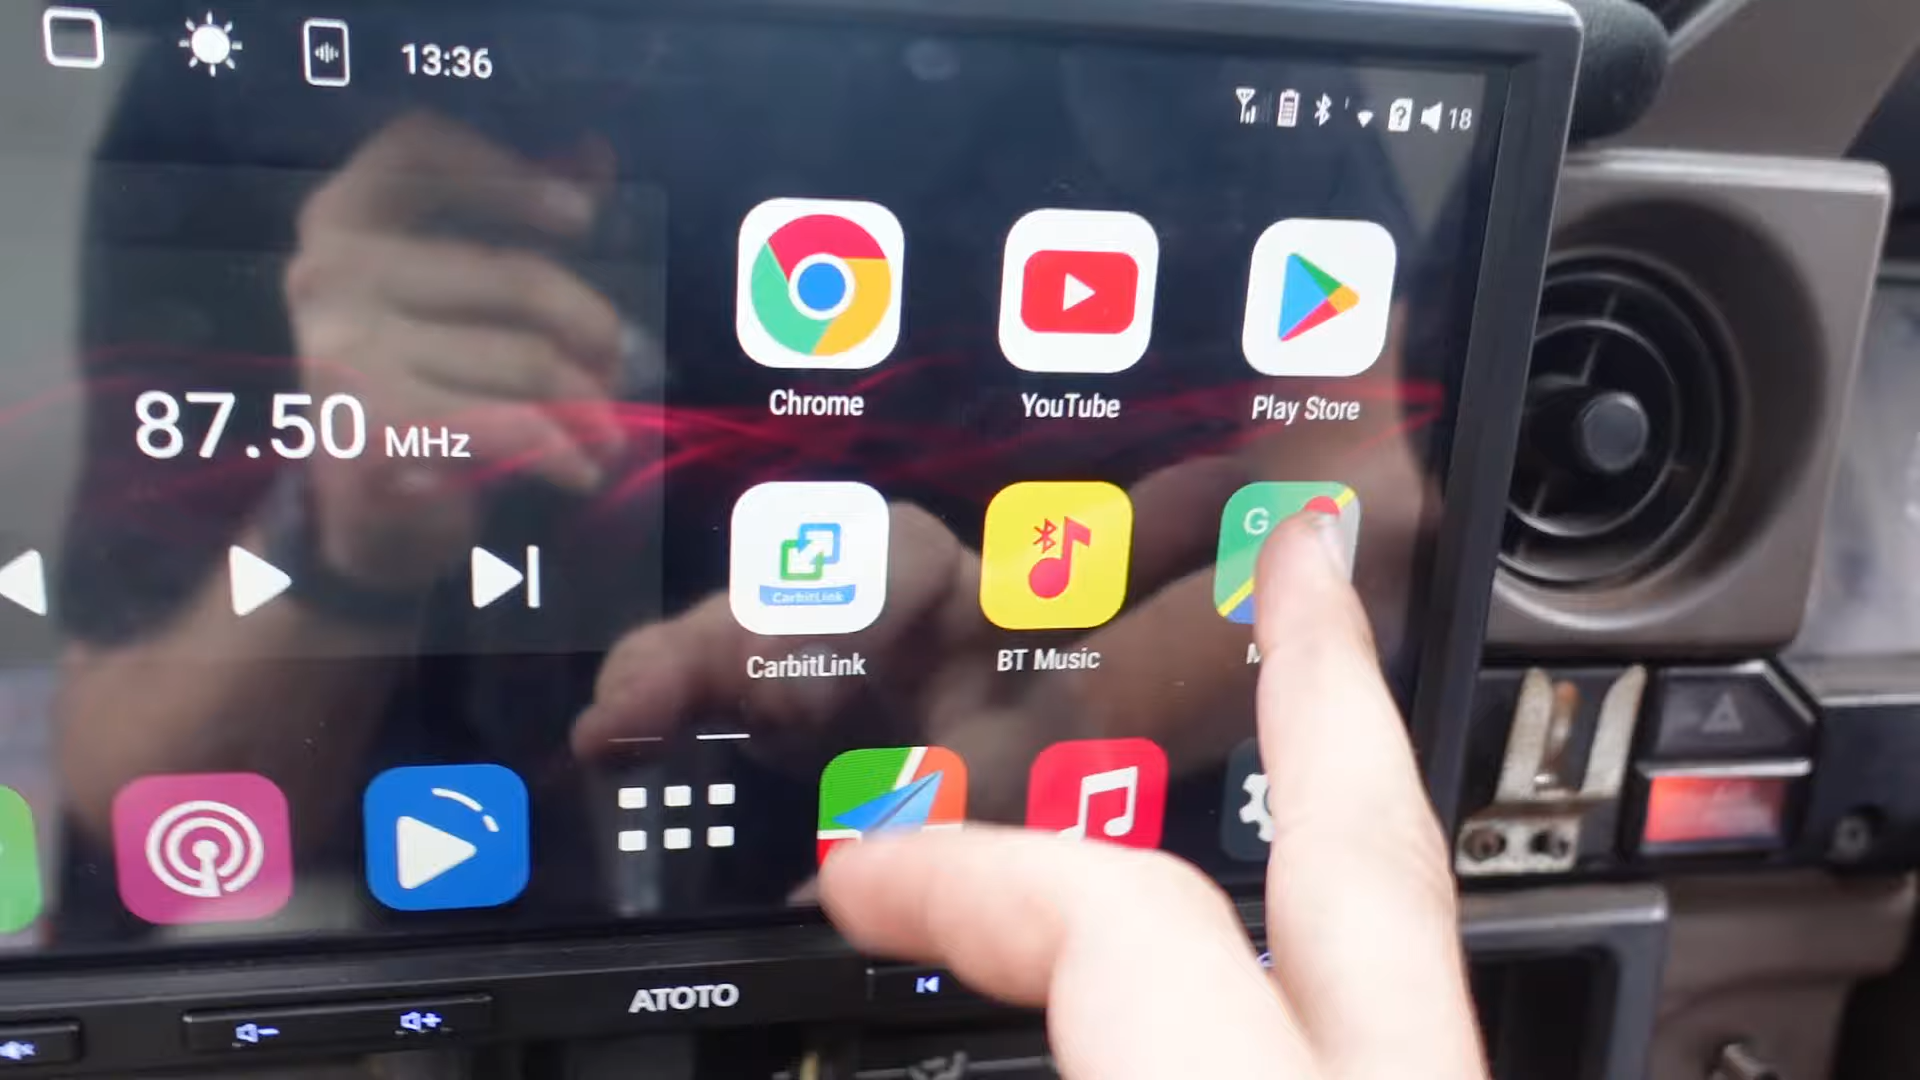 13:36
18
Chrome
YouTube
Play Store
87.50 MHz
G
CarbitLink
CarbitLink
BT Music
M
ATOTO